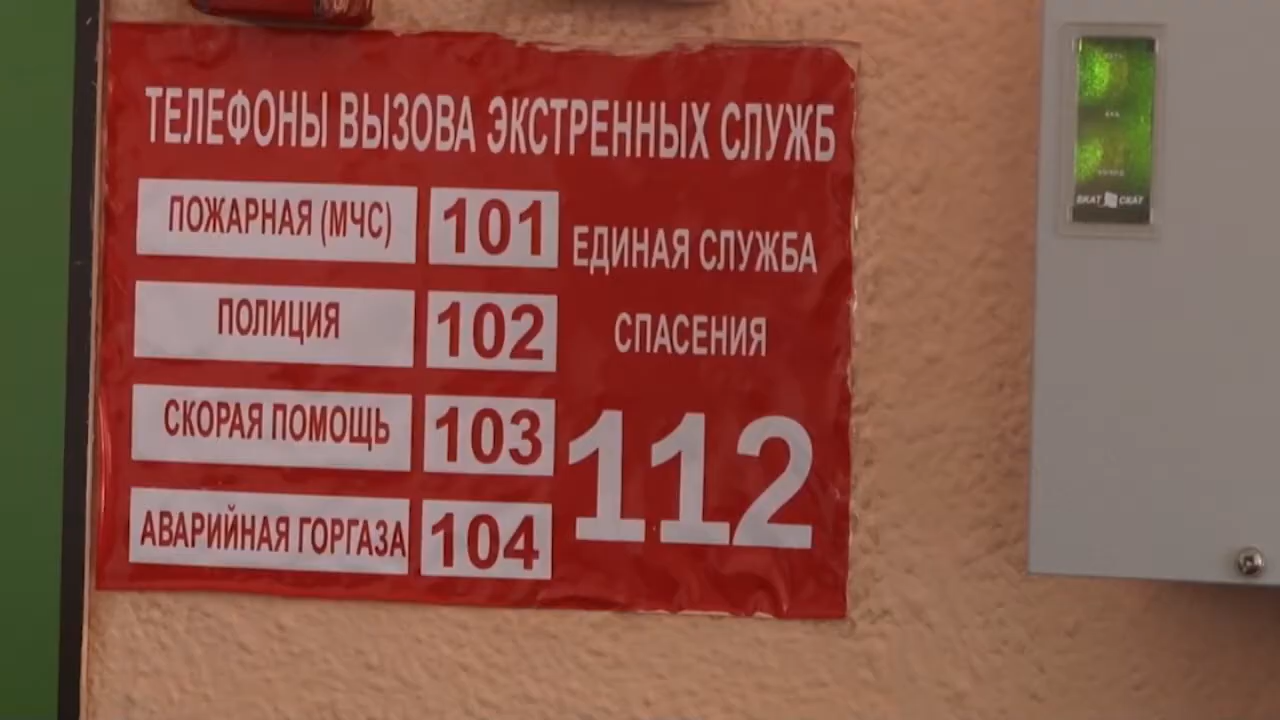 ТЕЛЕФОНЫ ВЫЗОВА ЭКСТРЕННЫХ СЛУЖБ
ПОЖАРНАЯ (МЧС) 101
ПОЛИЦИЯ 102
СКОРАЯ ПОМОЩЬ 103
АВАРИЙНАЯ ГОРГАЗА 104
ЕДИНАЯ СЛУЖБА
СПАСЕНИЯ
112
СКАТ